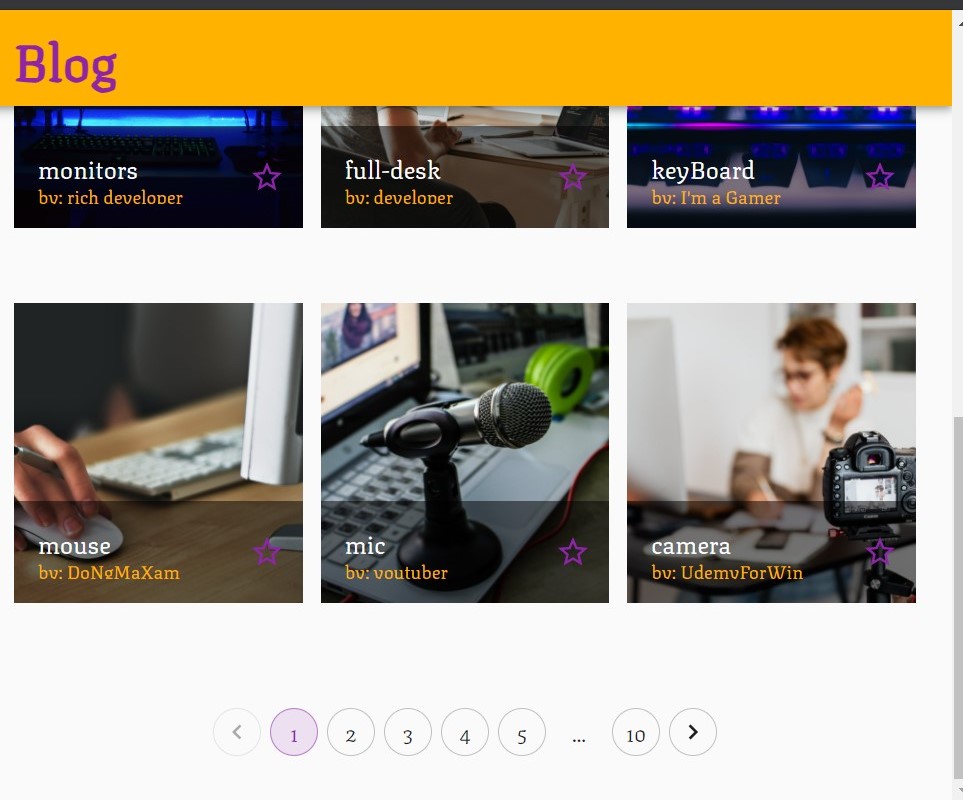 Blog
monitors
by: rich developer
full-desk
by: developer
keyBoard
by: I'm a Gamer
mouse
by: DoNgMaXam
mic
by: youtuber
camera
by: UdemyForWin
1 2 3 4 5 ... 10